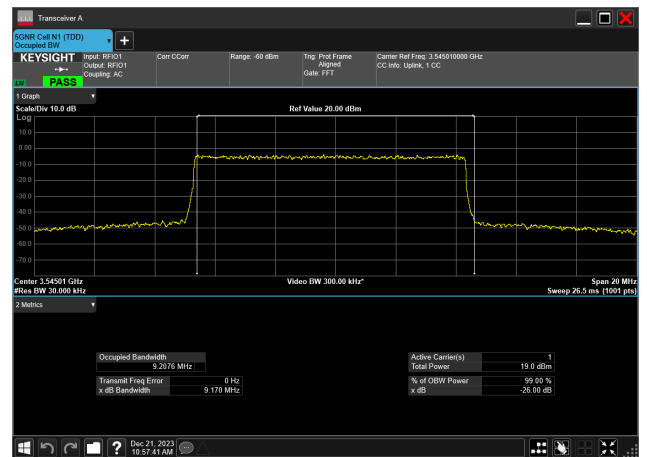 Transceiver A
5GNR Cell N1 (TDD)
Occupied BW
+
KEYSIGHT
PASS
Input: RFIO1
Output: RFIO1
Coupling: AC
Corr CCorr
Range: -60 dBm
Trig: Prot Frame
Aligned
Gate: FFT
Carrier Ref Freq: 3.545010000 GHz
CC Info: Uplink, 1 CC
1 Graph
Scale/Div 10.0 dB
Ref Value 20.00 dBm
Log
10.0
0.00
-10.0
-20.0
-30.0
-40.0
-50.0
-60.0
-70.0
Center 3.54501 GHz
Video BW 300.00 kHz*
Span 20 MHz
#Res BW 30.000 kHz
Sweep 26.5 ms (1001 pts)
2 Metrics
Occupied Bandwidth
9.2076 MHz
Transmit Freq Error 0 Hz
x dB Bandwidth 9.170 MHz
Active Carrier(s) 1
Total Power 19.0 dBm
% of OBW Power 99.00 %
x dB -26.00 dB
?
Dec 21, 2023
10:57:41 AM